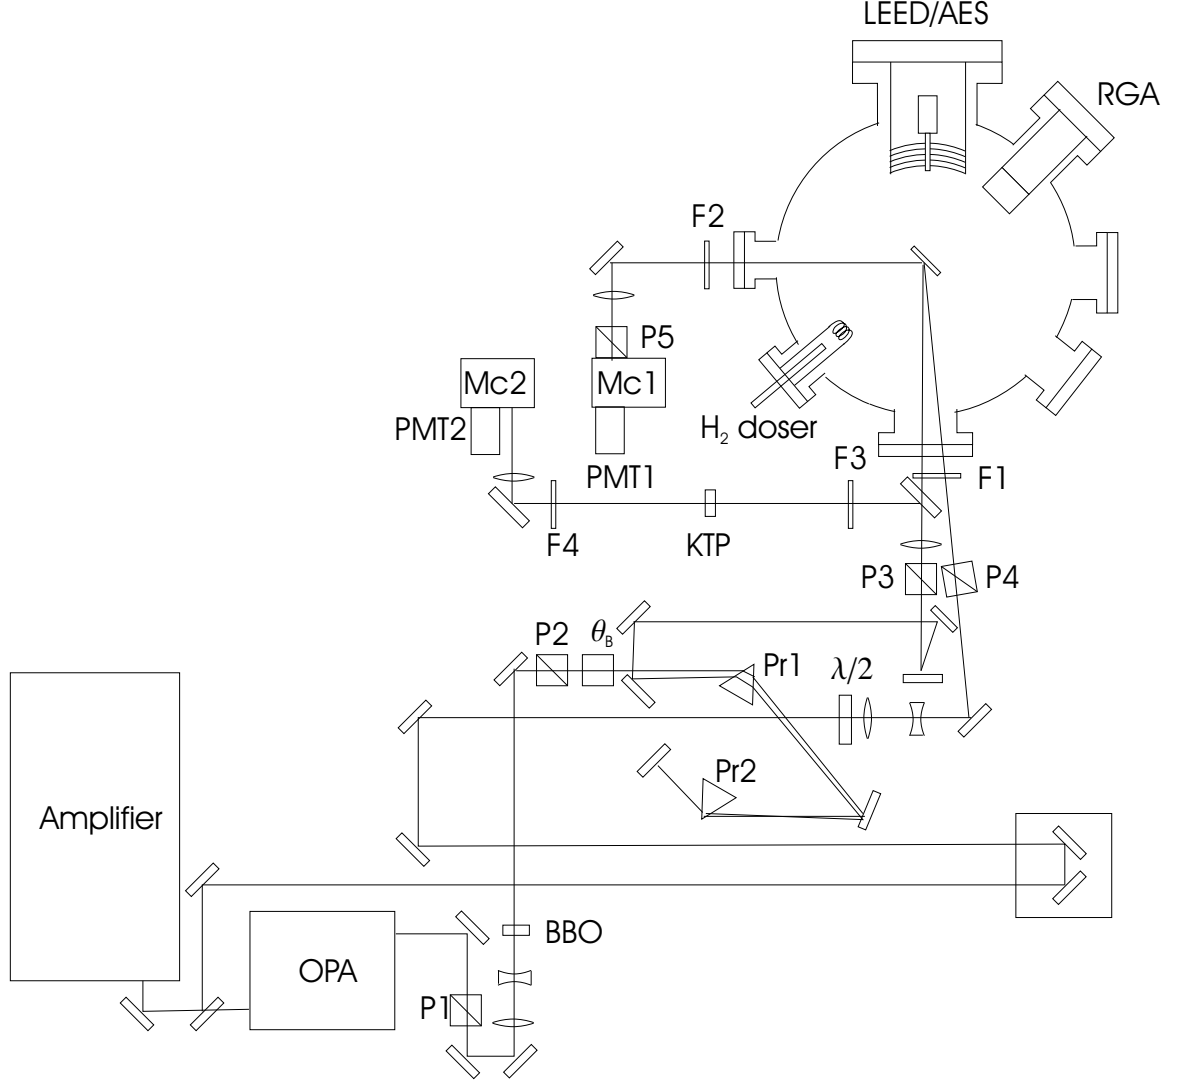 LEED/AES
RGA
F2
P5
Mc2
Mc1
PMT2
H₂ doser
PMT1
F3
F1
F4
KTP
P3
P4
P2
θ_B
Pr1
λ/2
Pr2
Amplifier
BBO
OPA
P1